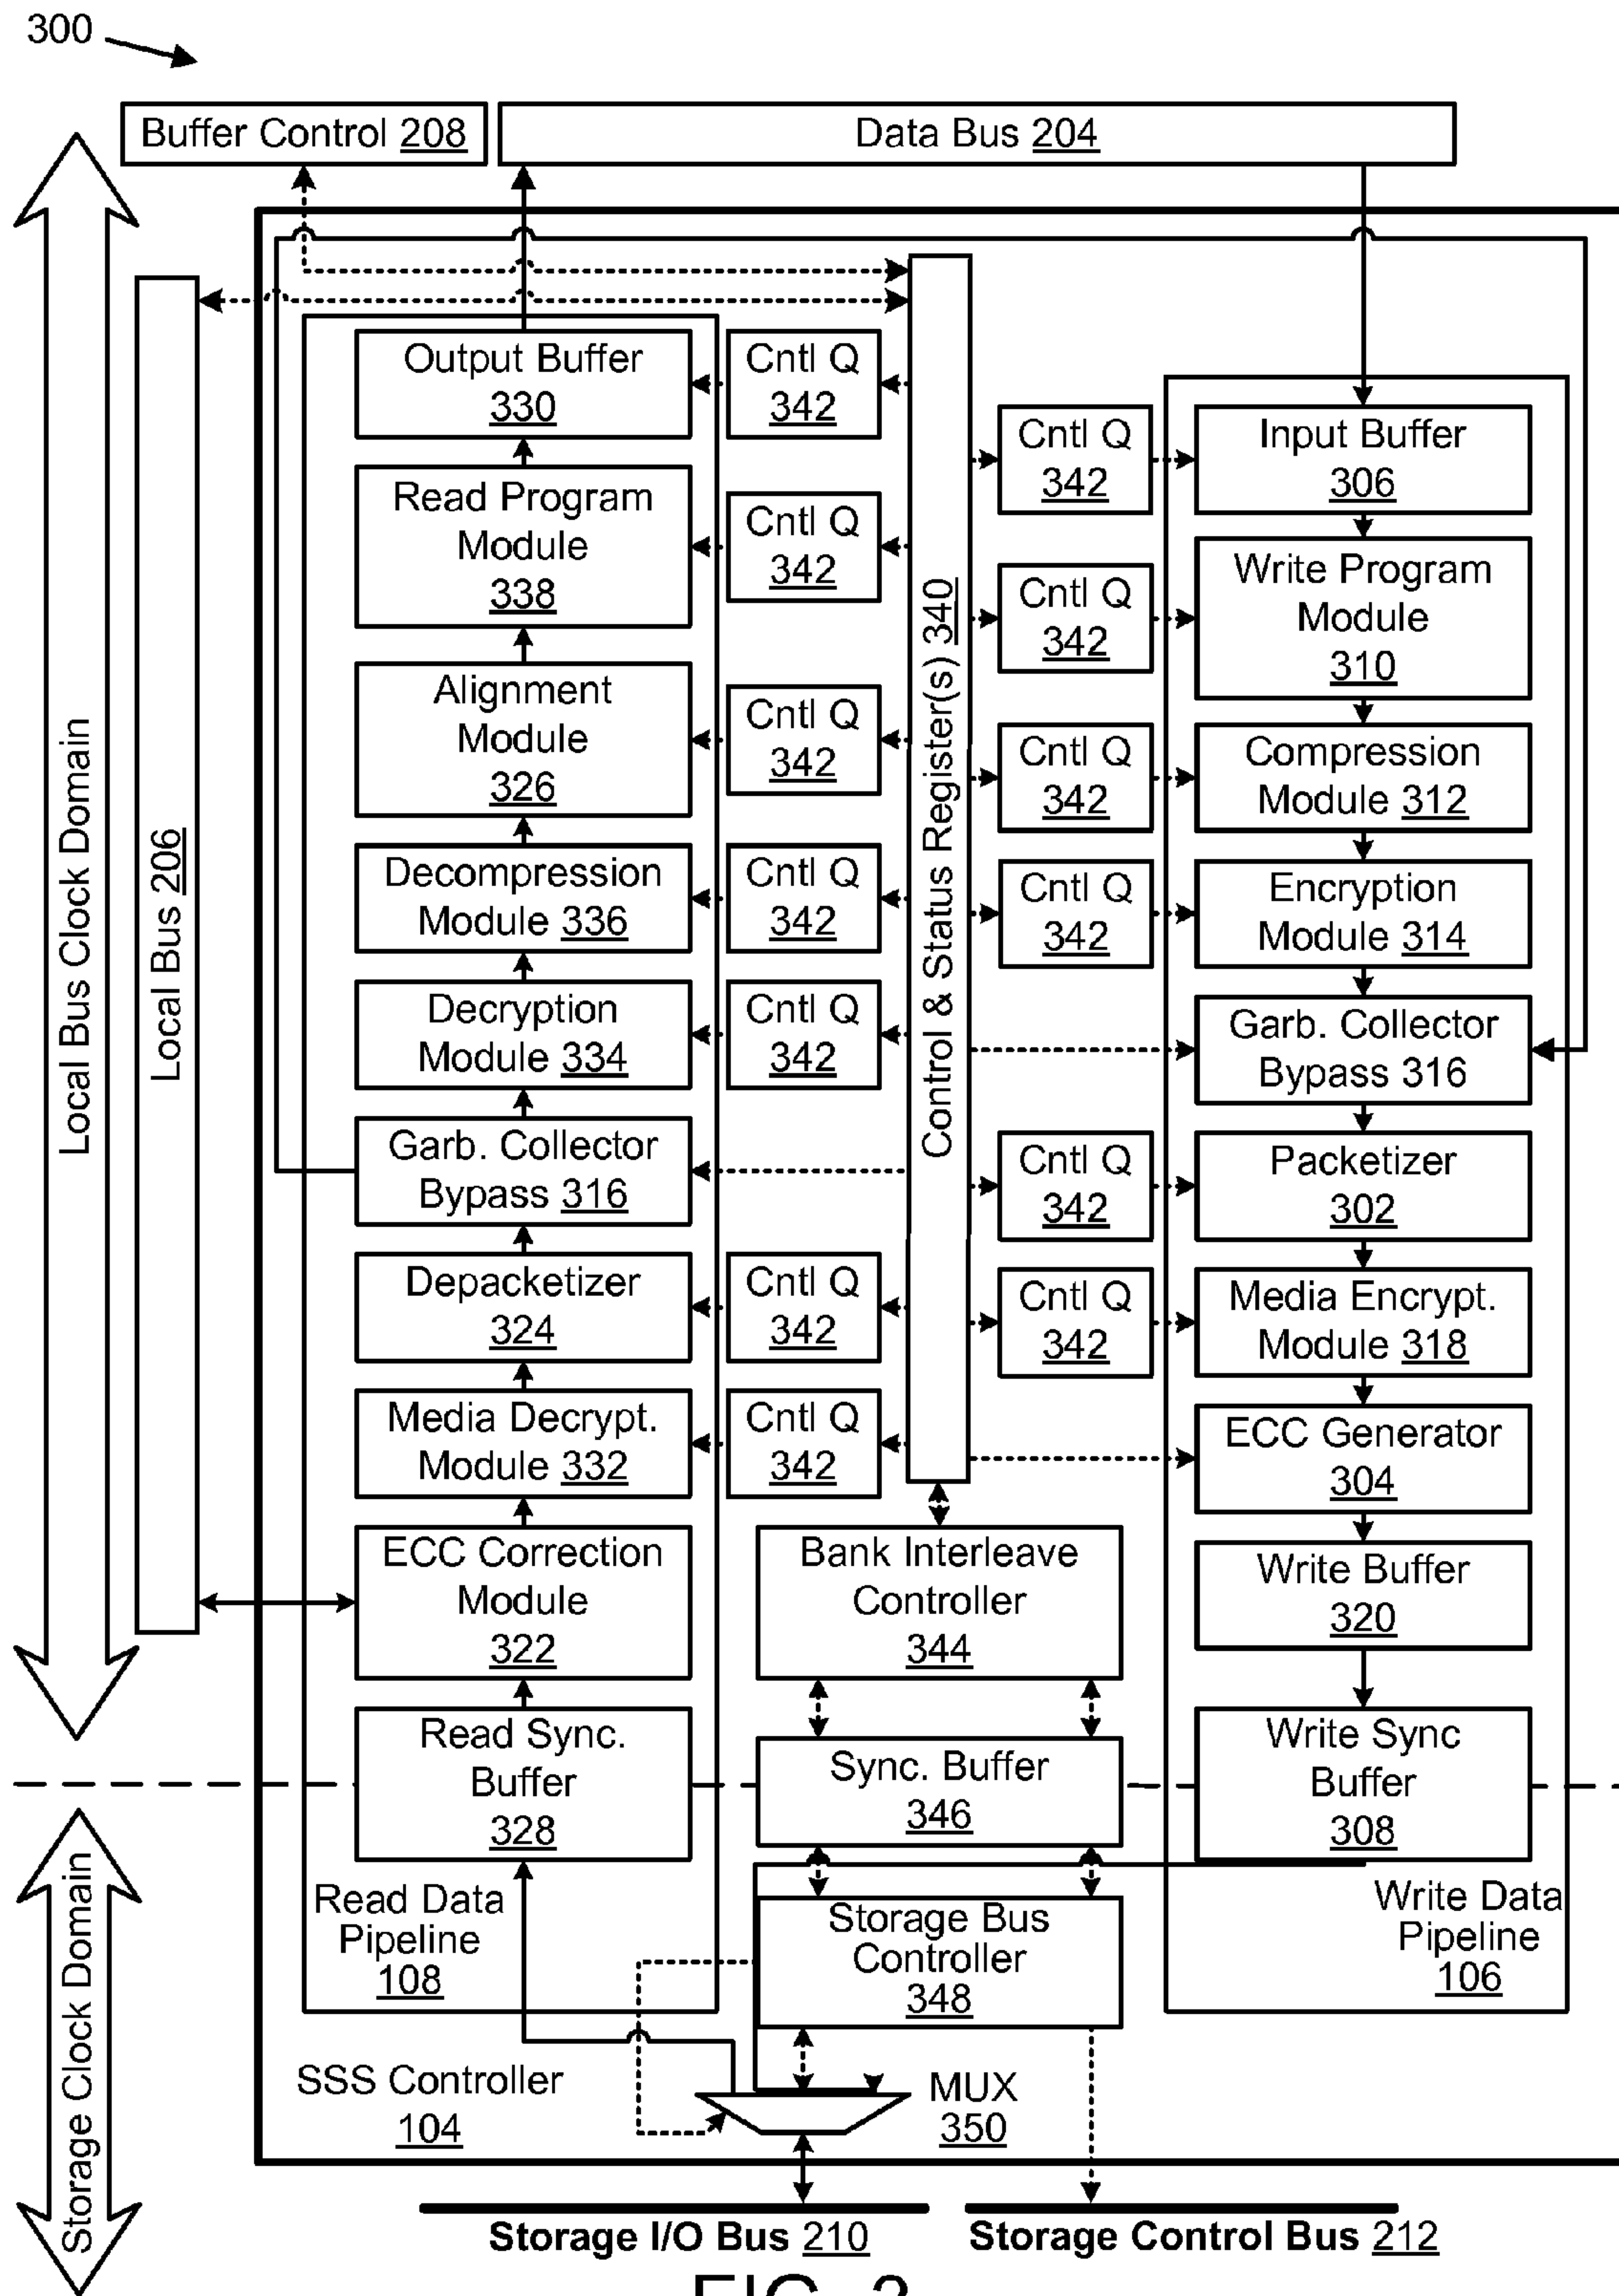 300
Buffer Control 208
Data Bus 204
Local Bus Clock Domain
Local Bus 206
Output Buffer
330
Read Program
Module
338
Alignment
Module
326
Decompression
Module 336
Decryption
Module 334
Garb. Collector
Bypass 316
Depacketizer
324
Media Decrypt.
Module 332
ECC Correction
Module
322
Read Sync.
Buffer
328
Read Data
Pipeline
108
Cntl Q
342
Cntl Q
342
Cntl Q
342
Cntl Q
342
Cntl Q
342
Cntl Q
342
Cntl Q
342
Control & Status Register(s) 340
Cntl Q
342
Cntl Q
342
Cntl Q
342
Cntl Q
342
Cntl Q
342
Cntl Q
342
Input Buffer
306
Write Program
Module
310
Compression
Module 312
Encryption
Module 314
Garb. Collector
Bypass 316
Packetizer
302
Media Encrypt.
Module 318
ECC Generator
304
Write Buffer
320
Write Sync
Buffer
308
Write Data
Pipeline
106
Bank Interleave
Controller
344
Sync. Buffer
346
Storage Bus
Controller
348
Storage Clock Domain
SSS Controller
104
MUX
350
Storage I/O Bus 210
Storage Control Bus 212